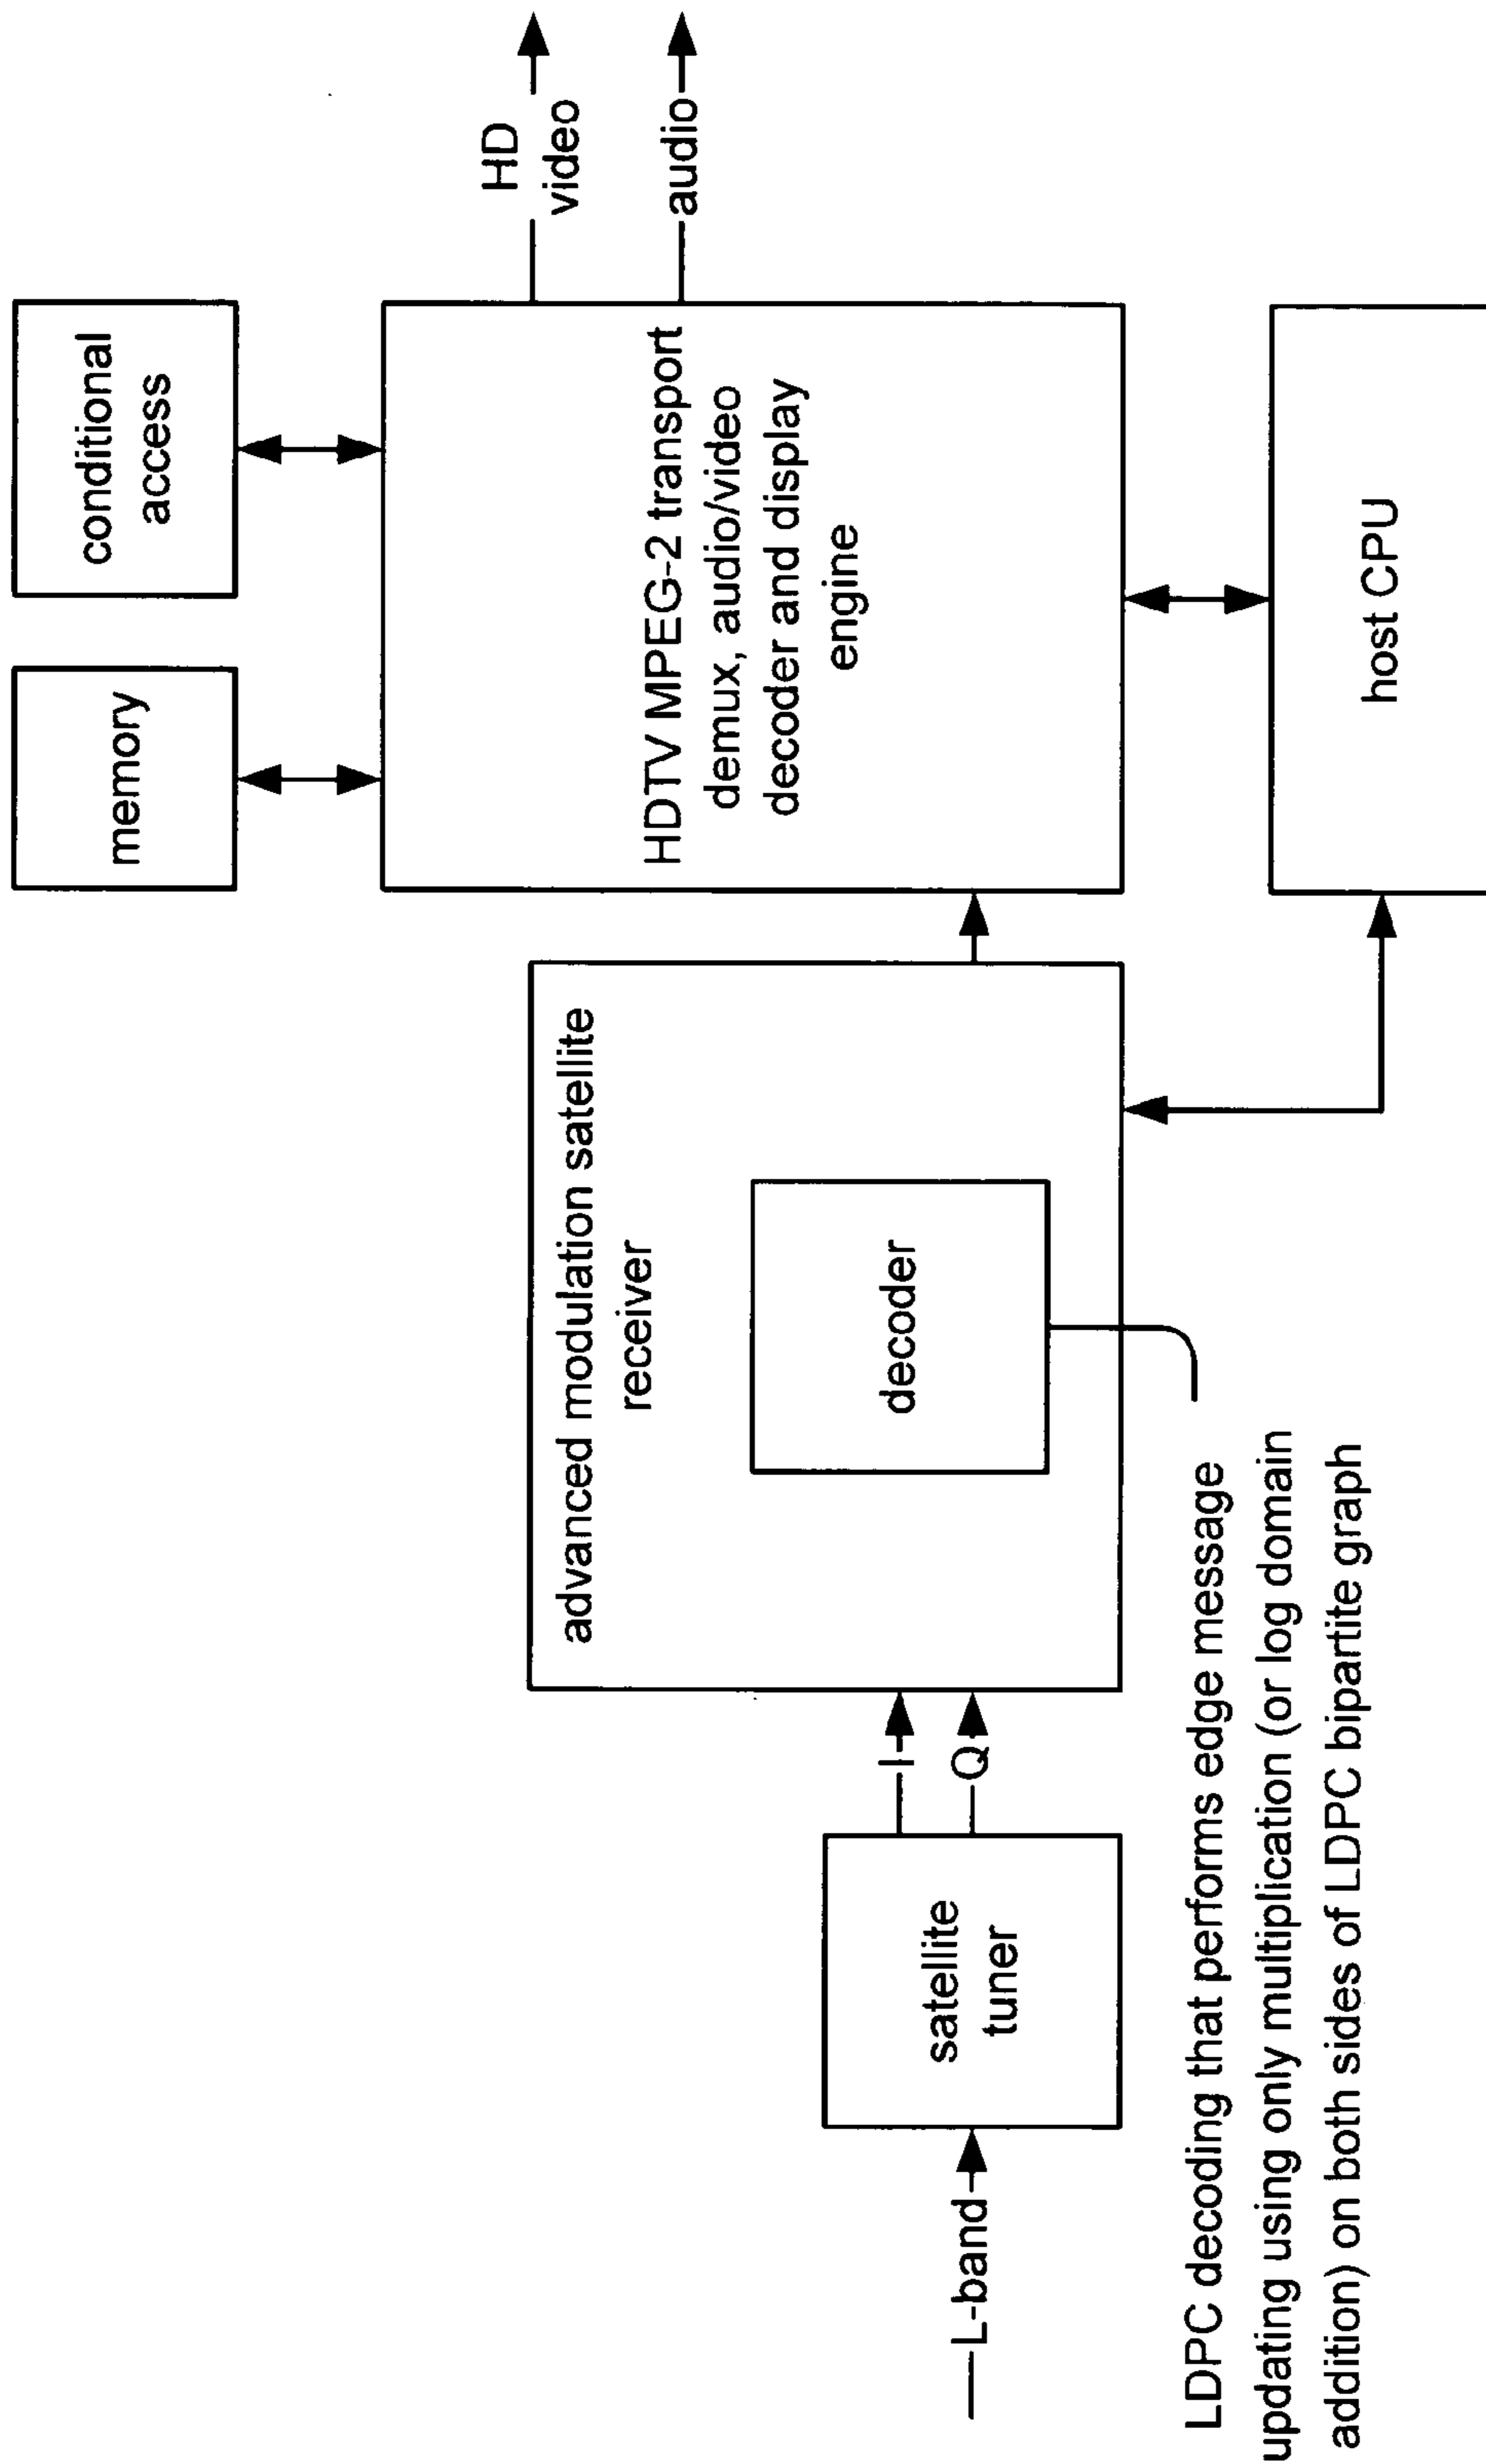 L-band
satellite
tuner
I
Q
advanced modulation satellite
receiver
decoder
LDPC decoding that performs edge message
updating using only multiplication (or log domain
addition) on both sides of LDPC bipartite graph
memory
conditional
access
HDTV MPEG-2 transport
demux, audio/video
decoder and display
engine
host CPU
HD
video
audio